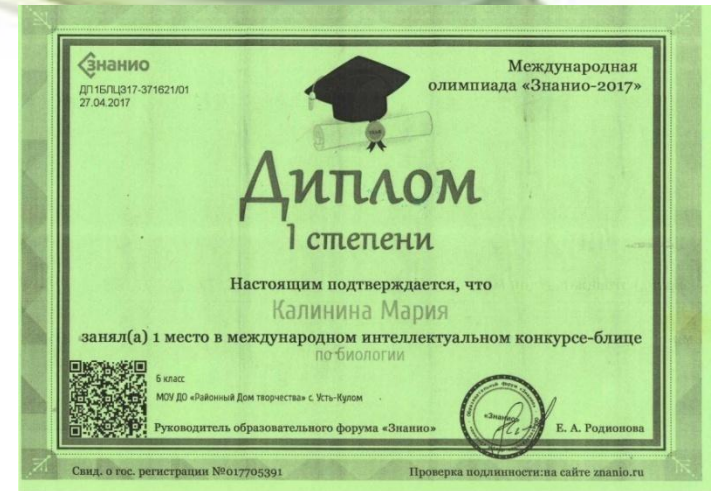 знанио
ДП1БЛЦ317-371621/01
27.04.2017
Международная
олимпиада «Знанио-2017»
Диплом
1 степени
Настоящим подтверждается, что
Калинина Мария
занял(а) 1 место в международном интеллектуальном конкурсе-блице
по биологии
6 класс
МОУ ДО «Районный Дом творчества» с. Усть-Кулом
Руководитель образовательного форума «Знанио»
«Знанио»
Е. А. Родионова
Свид. о гос. регистрации №017705391
Проверка подлинности:на сайте znanio.ru